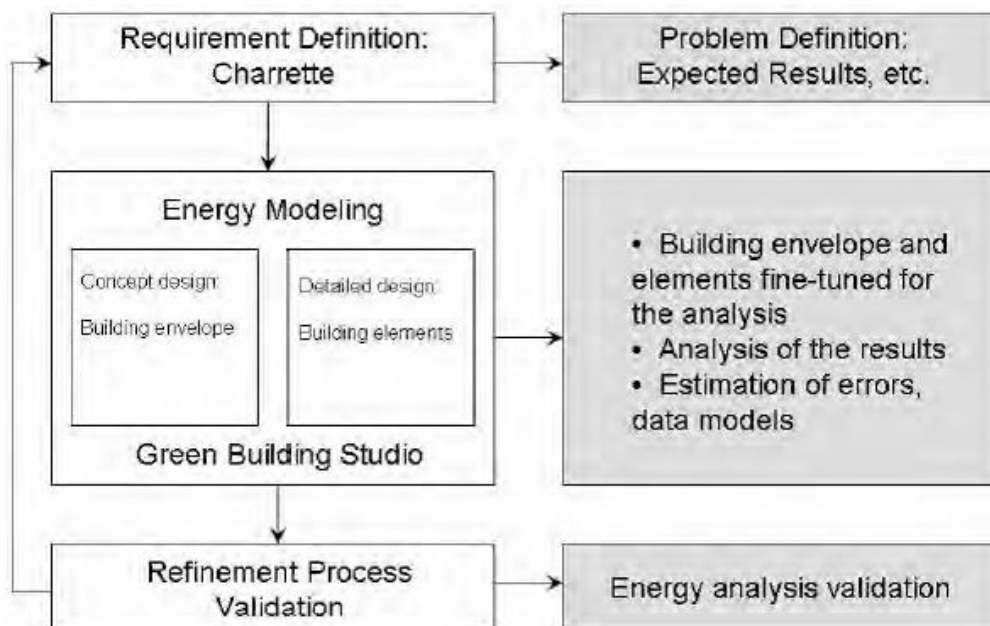 Requirement Definition:
Charrette
Problem Definition:
Expected Results, etc.
Energy Modeling
Concept design:
Building envelope
Detailed design:
Building elements
Green Building Studio
• Building envelope and
elements fine-tuned for
the analysis
• Analysis of the results
• Estimation of errors,
data models
Refinement Process
Validation
Energy analysis validation